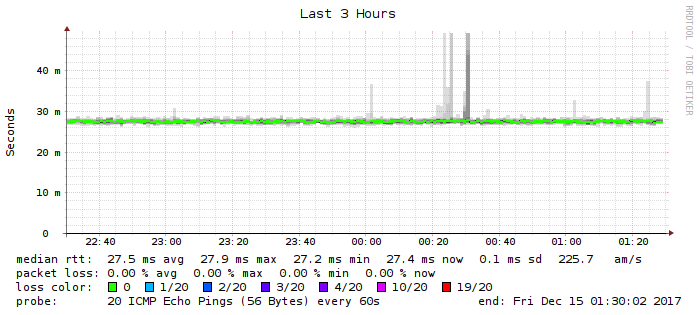 Last 3 Hours
RRDTOOL / TOBI OETIKER
Seconds
40 m
30 m
20 m
10 m
0
22:40 23:00 23:20 23:40 00:00 00:20 00:40 01:00 01:20
median rtt: 27.5 ms avg 27.9 ms max 27.2 ms min 27.4 ms now 0.1 ms sd 225.7 am/s
packet loss: 0.00 % avg 0.00 % max 0.00 % min 0.00 % now
loss color: 0 1/20 2/20 3/20 4/20 10/20 19/20
probe: 20 ICMP Echo Pings (56 Bytes) every 60s end: Fri Dec 15 01:30:02 2017